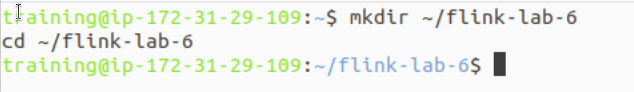 training@ip-172-31-29-109:~$ mkdir ~/flink-lab-6
cd ~/flink-lab-6
training@ip-172-31-29-109:~/flink-lab-6$